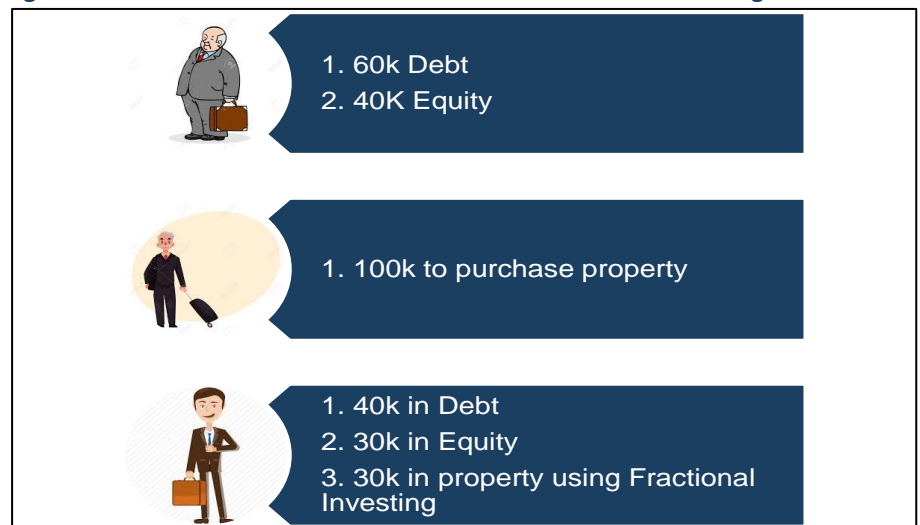 1. 60k Debt
2. 40K Equity
1. 100k to purchase property
1. 40k in Debt
2. 30k in Equity
3. 30k in property using Fractional
Investing